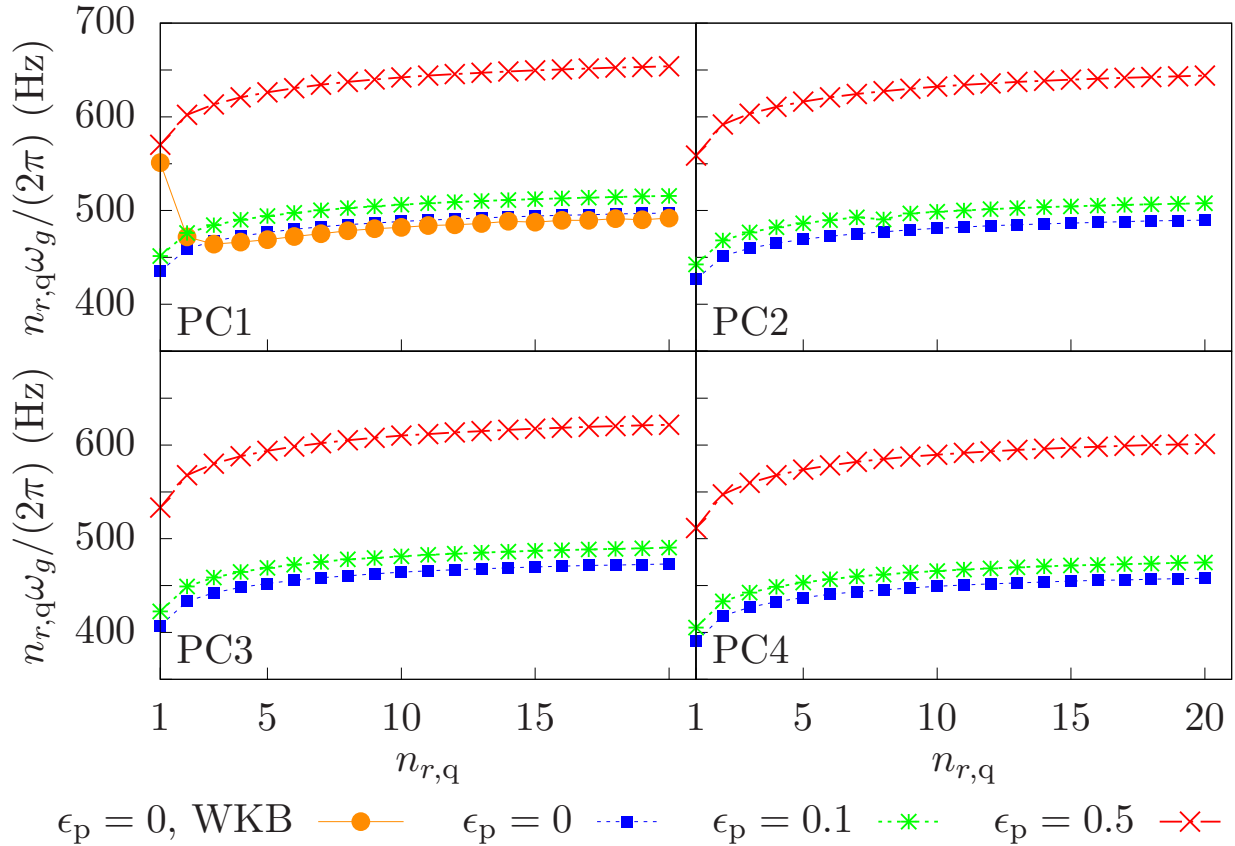 n_{r,q}ω_g/(2π) (Hz)
700
600
500
400
PC1
PC2
n_{r,q}ω_g/(2π) (Hz)
600
500
400
PC3
PC4
1 5 10 15 1 5 10 15 20
n_{r,q} n_{r,q}
ϵ_p = 0, WKB ϵ_p = 0 ϵ_p = 0.1 ϵ_p = 0.5